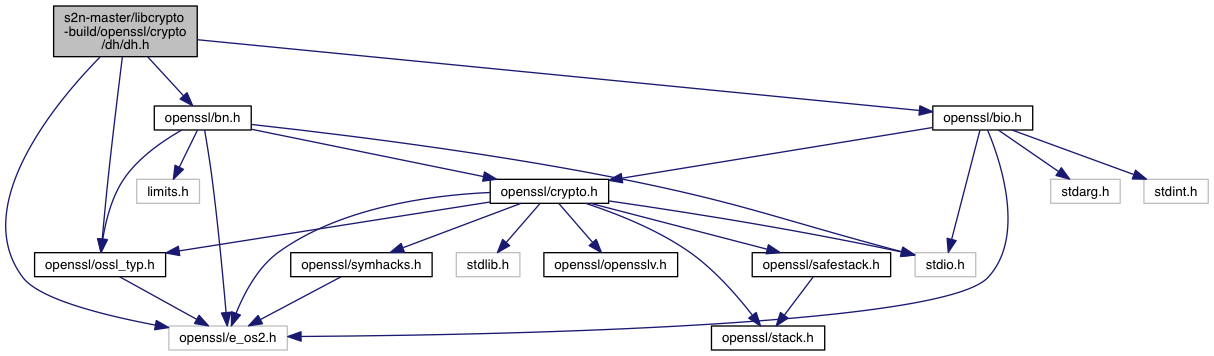 s2n-master/libcrypto
-build/openssl/crypto
/dh/dh.h
openssl/bn.h
openssl/bio.h
limits.h
openssl/crypto.h
stdarg.h
stdint.h
openssl/ossl_typ.h
openssl/symhacks.h
stdlib.h
openssl/opensslv.h
openssl/safestack.h
stdio.h
openssl/e_os2.h
openssl/stack.h